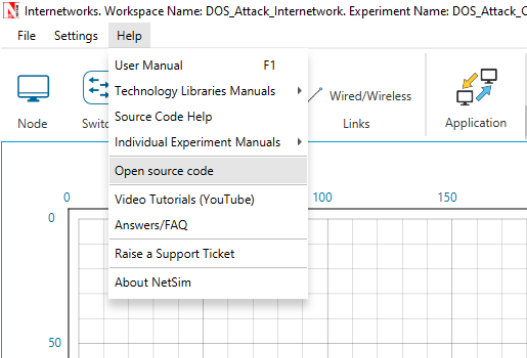 Internetworks. Workspace Name: DOS_Attack_Internetwork. Experiment Name: DOS_Attack_
File Settings Help
User Manual F1
Technology Libraries Manuals
Source Code Help
Individual Experiment Manuals
Open source code
Video Tutorials (YouTube)
Answers/FAQ
Raise a Support Ticket
About NetSim
Node
Wired/Wireless
Links
Application
0 100 150
0
50